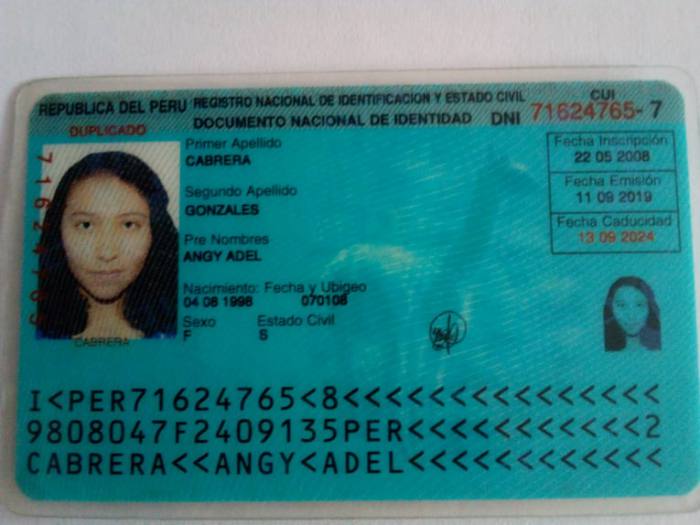 REPUBLICA DEL PERU REGISTRO NACIONAL DE IDENTIFICACION Y ESTADO CIVIL CUI
DUPLICADO DOCUMENTO NACIONAL DE IDENTIDAD DNI 71624765-7
Primer Apellido
CABRERA
Segundo Apellido
GONZALES
Pre Nombres
ANGY ADEL
Nacimiento: Fecha y Ubigeo
04 08 1998 070108
Sexo Estado Civil
F S
Fecha Inscripción
22 05 2008
Fecha Emisión
11 09 2019
Fecha Caducidad
13 09 2024
71624765
CABRERA
I<PER71624765<8<<<<<<<<<<<<<<<
9808047F2409135PER<<<<<<<<<<<2
CABRERA<<ANGY<ADEL<<<<<<<<<<<<